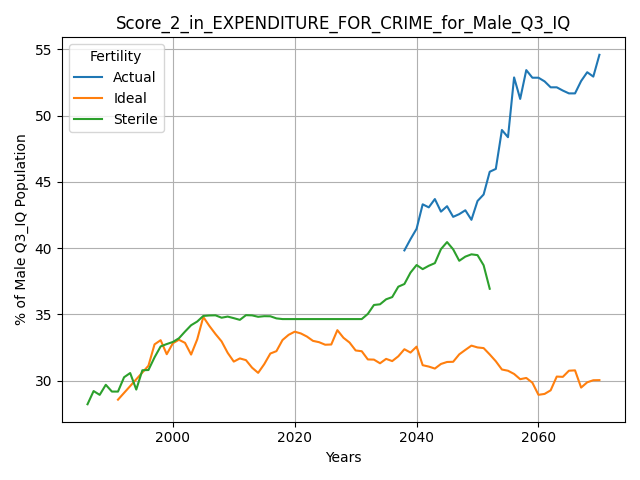 Score_2_in_EXPENDITURE_FOR_CRIME_for_Male_Q3_IQ
Fertility
Actual
Ideal
Sterile
% of Male Q3_IQ Population
55
50
45
40
35
30
2000
2020
2040
2060
Years